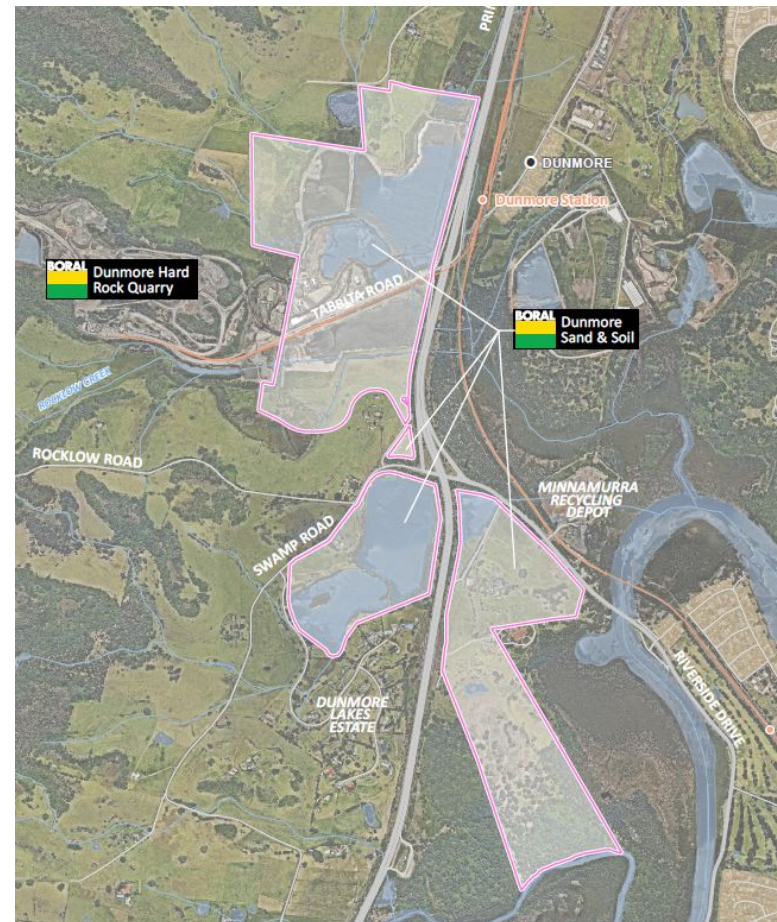 PRI
DUNMORE
Dunmore Station
BORAL
Dunmore Hard
Rock Quarry
TABBITA ROAD
BORAL
Dunmore
Sand & Soil
ROCKLOW CREEK
ROCKLOW ROAD
MINNAMURRA
RECYCLING
DEPOT
SWAMP ROAD
DUNMORE
LAKES
ESTATE
RIVERSIDE DRIVE